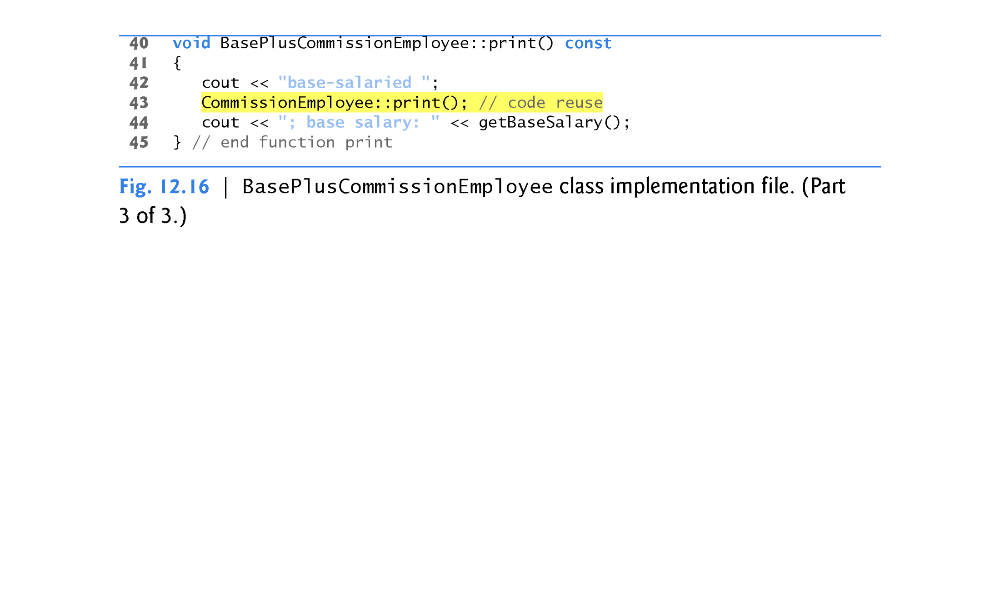 40 void BasePlusCommissionEmployee::print() const
41 {
42 cout << "base-salaried ";
43 CommissionEmployee::print(); // code reuse
44 cout << "; base salary: " << getBaseSalary();
45 } // end function print
Fig. 12.16 | BasePlusCommissionEmployee class implementation file. (Part
3 of 3.)